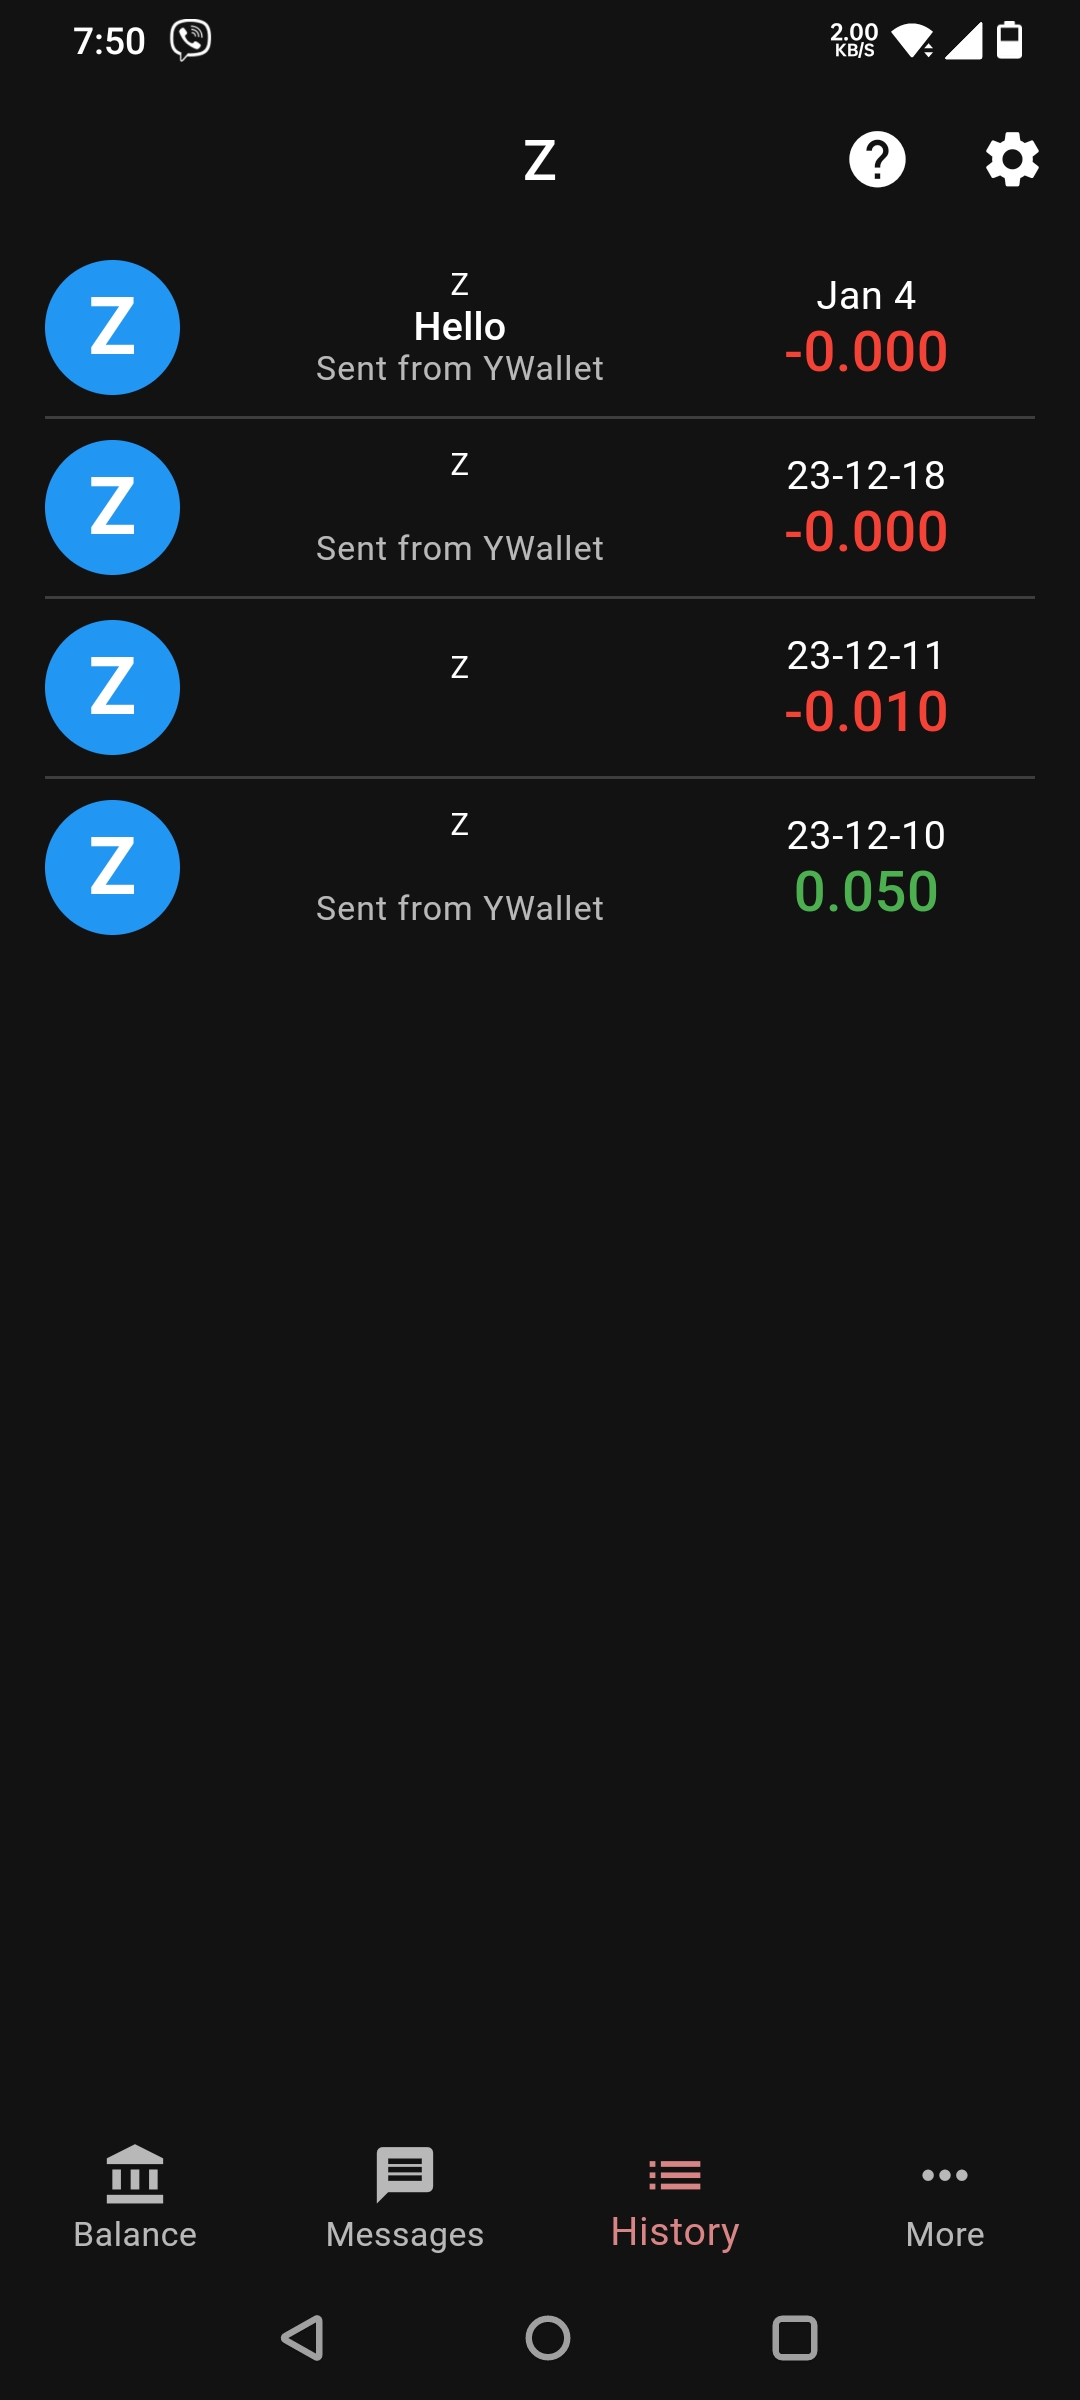 7:50
2.00
KB/S
Z
Z
z
Hello
Sent from YWallet
Jan 4
-0.000
Z
z
Sent from YWallet
23-12-18
-0.000
Z
z
23-12-11
-0.010
Z
z
Sent from YWallet
23-12-10
0.050
Balance
Messages
History
More